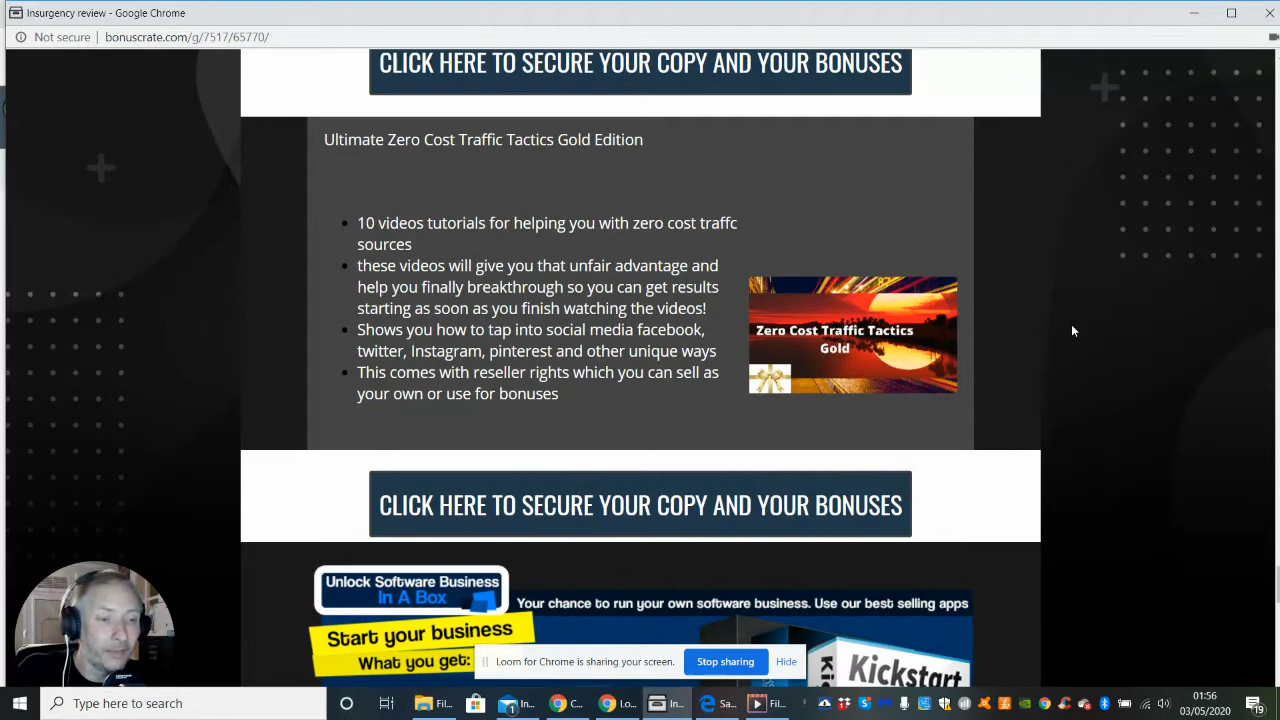 Insurgency review - Google Chrome
Not secure
bonuscrate.com/g/7517/65770/
CLICK HERE TO SECURE YOUR COPY AND YOUR BONUSES
Ultimate Zero Cost Traffic Tactics Gold Edition
10 videos tutorials for helping you with zero cost traffc
sources
these videos will give you that unfair advantage and
help you finally breakthrough so you can get results
starting as soon as you finish watching the videos!
Shows you how to tap into social media facebook,
twitter, Instagram, pinterest and other unique ways
This comes with reseller rights which you can sell as
your own or use for bonuses
Zero Cost Traffic Tactics
Gold
CLICK HERE TO SECURE YOUR COPY AND YOUR BONUSES
Unlock Software Business
In A Box
Your chance to run your own software business. Use our best selling apps
Start your business
What you get:
Kickstart
Loom for Chrome is sharing your screen.
Stop sharing
Hide
Type here to search
Fil...
In...
C...
Lo...
In...
Sa...
Fil...
01:56
03/05/2020
19